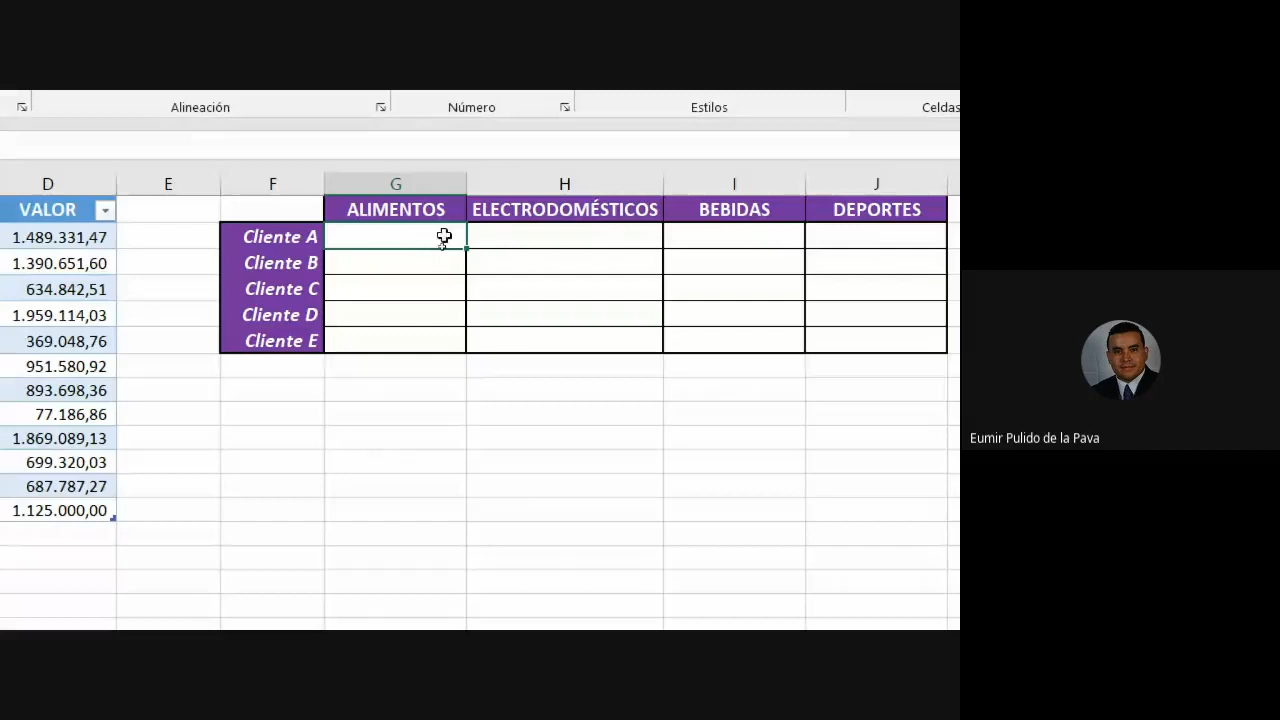 Alineación Número Estilos Celdas
D E F G H I J
VALOR ALIMENTOS ELECTRODOMÉSTICOS BEBIDAS DEPORTES
1.489.331,47 Cliente A
1.390.651,60 Cliente B
634.842,51 Cliente C
1.959.114,03 Cliente D
369.048,76 Cliente E
951.580,92
893.698,36
77.186,86
1.869.089,13
699.320,03
687.787,27
1.125.000,00
Eumir Pulido de la Pava